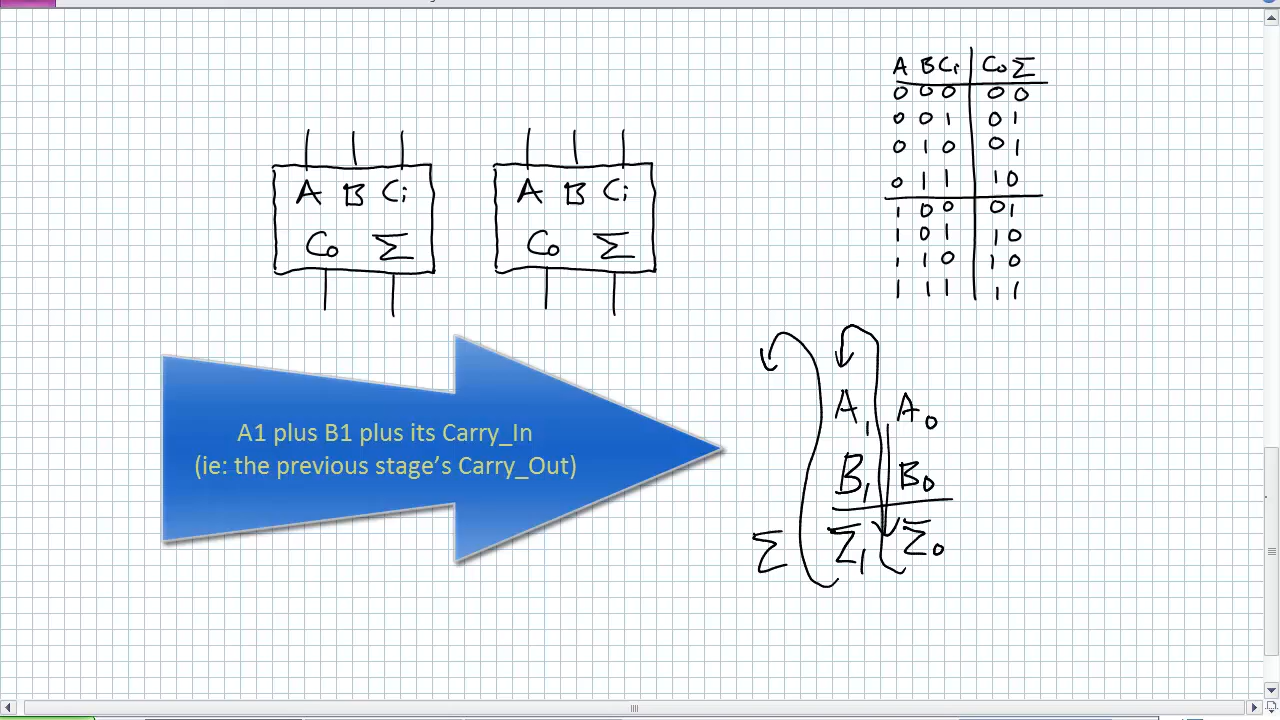 A B Ci
Co Σ
A B Ci
Co Σ
A B Ci | Co Σ
0 0 0 | 0 0
0 0 1 | 0 1
0 1 0 | 0 1
0 1 1 | 1 0
1 0 0 | 0 1
1 0 1 | 1 0
1 1 0 | 1 0
1 1 1 | 1 1
A1 plus B1 plus its Carry_In
(ie: the previous stage's Carry_Out)
A1 A0
B1 B0
Σ Σ1 Σ0